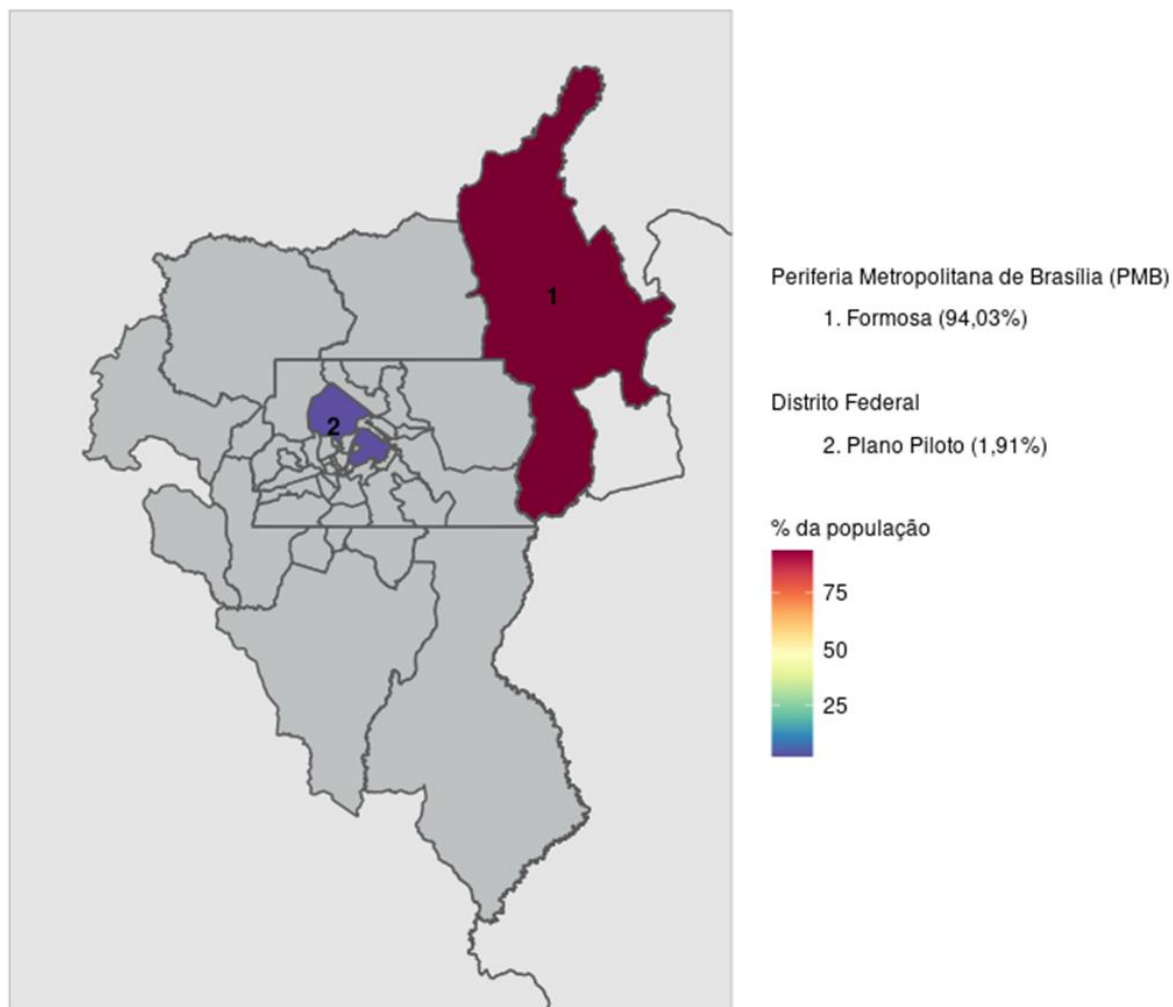 1
2
Periferia Metropolitana de Brasília (PMB)
1. Formosa (94,03%)
Distrito Federal
2. Plano Piloto (1,91%)
% da população
75
50
25